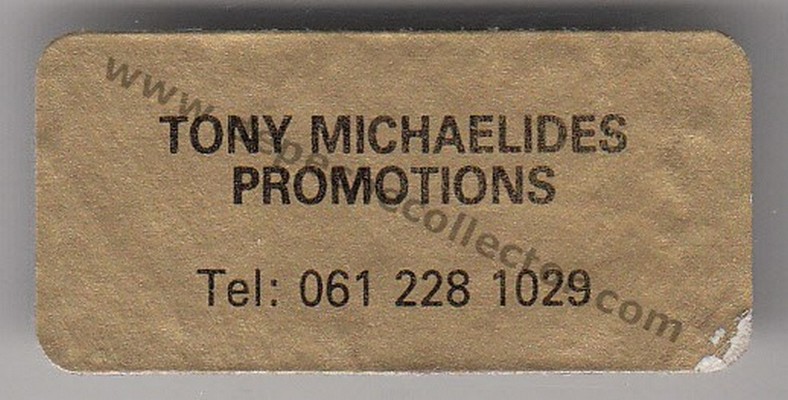 TONY MICHAELIDES
PROMOTIONS
Tel: 061 228 1029